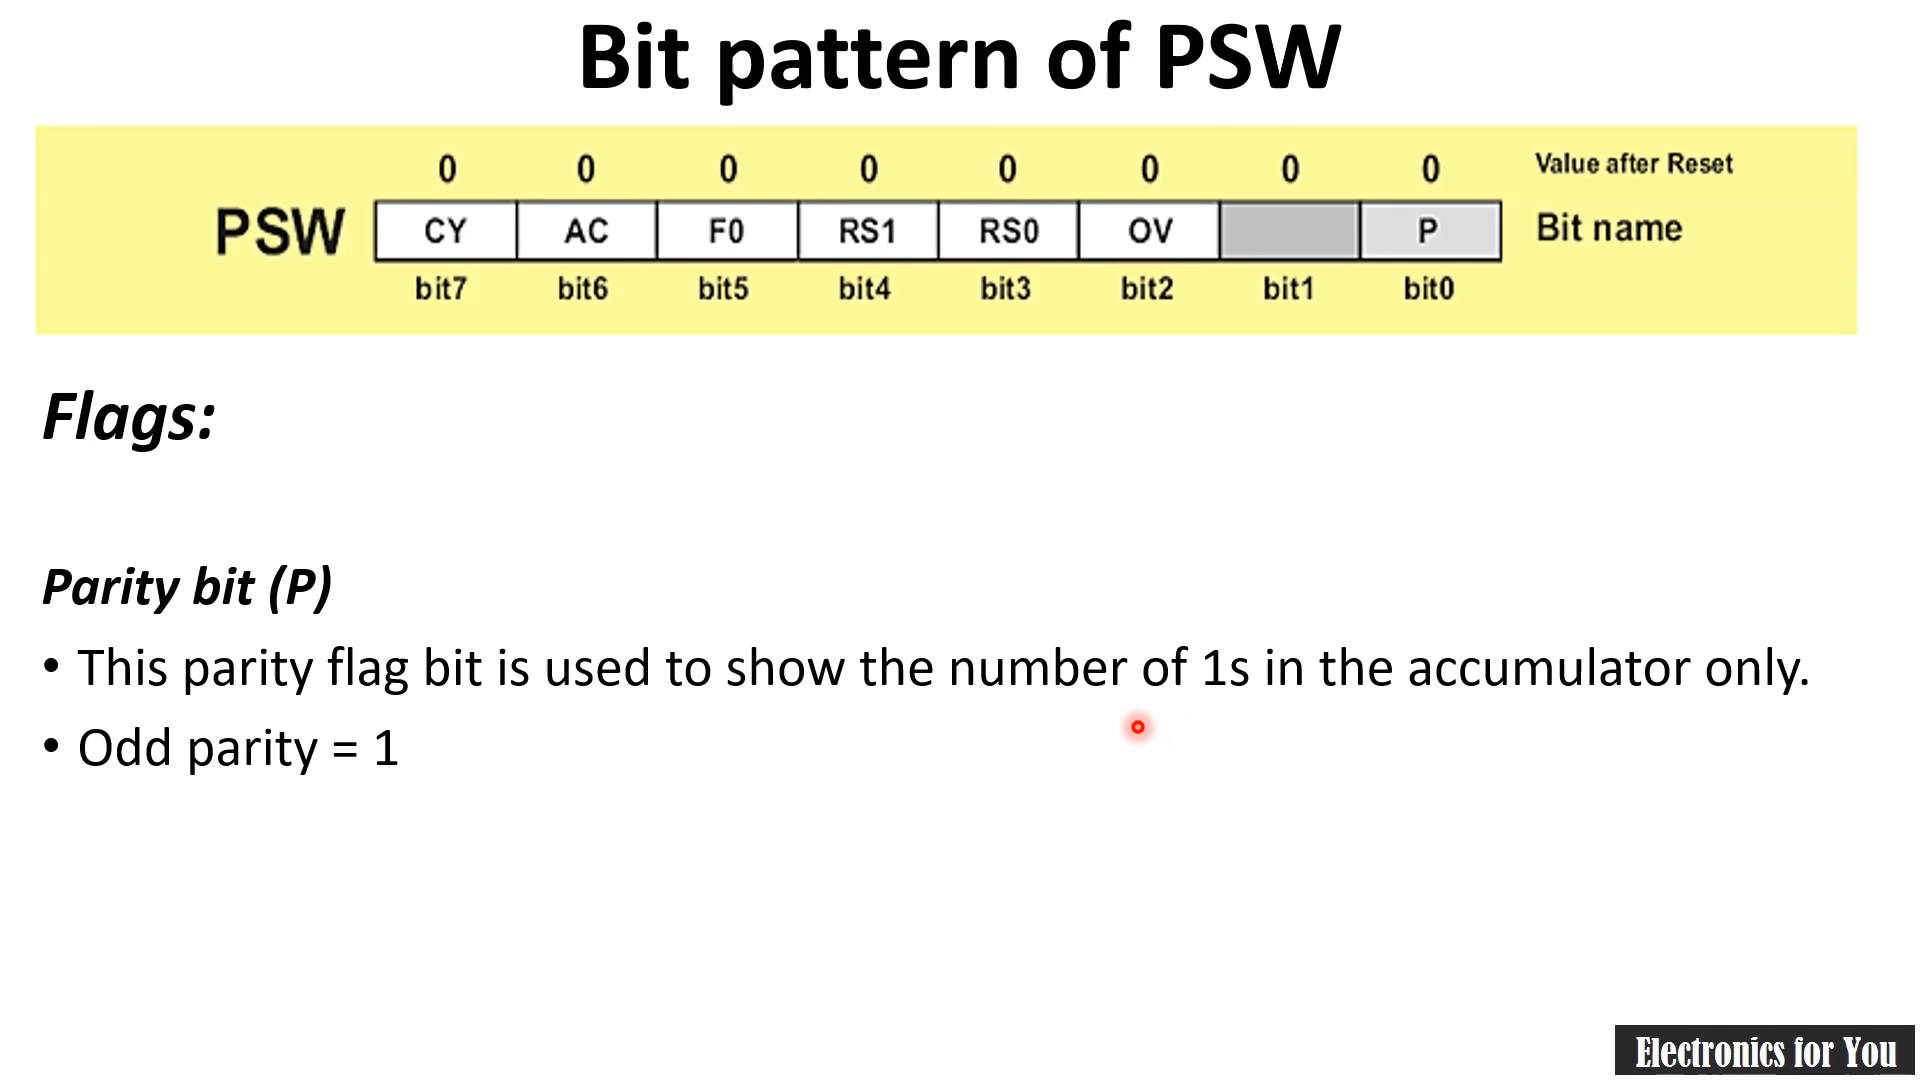 Bit pattern of PSW
0 0 0 0 0 0 0 0 Value after Reset
PSW CY AC F0 RS1 RS0 OV P Bit name
bit7 bit6 bit5 bit4 bit3 bit2 bit1 bit0
Flags:
Parity bit (P)
• This parity flag bit is used to show the number of 1s in the accumulator only.
• Odd parity = 1
Electronics for You